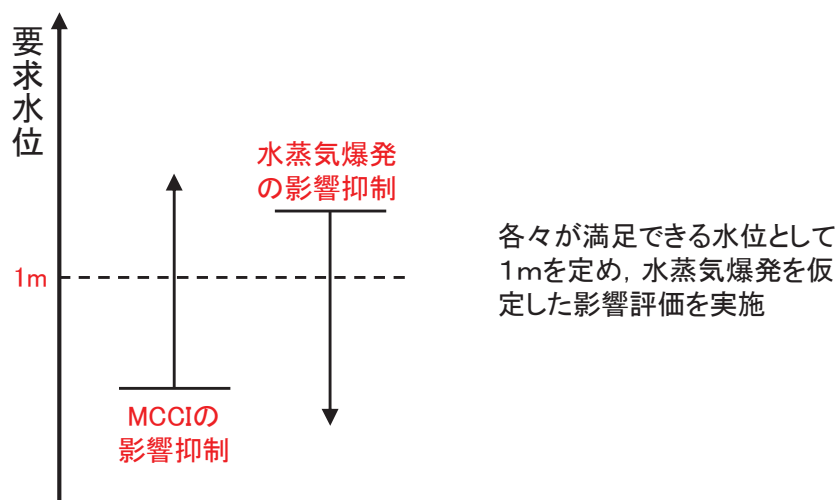 要求水位
水蒸気爆発
の影響抑制
1m
MCCIの
影響抑制
各々が満足できる水位として
1mを定め，水蒸気爆発を仮
定した影響評価を実施